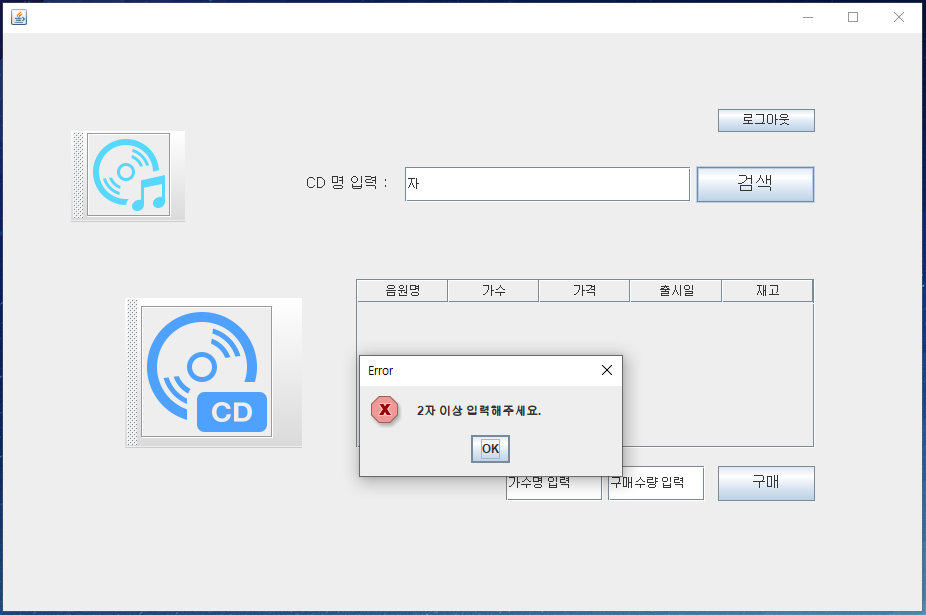 로그아웃
CD 명 입력 : 자 검색
음원명 가수 가격 출시일 재고
CD
Error
2자 이상 입력해주세요.
OK
가수명 입력 구매수량 입력 구매